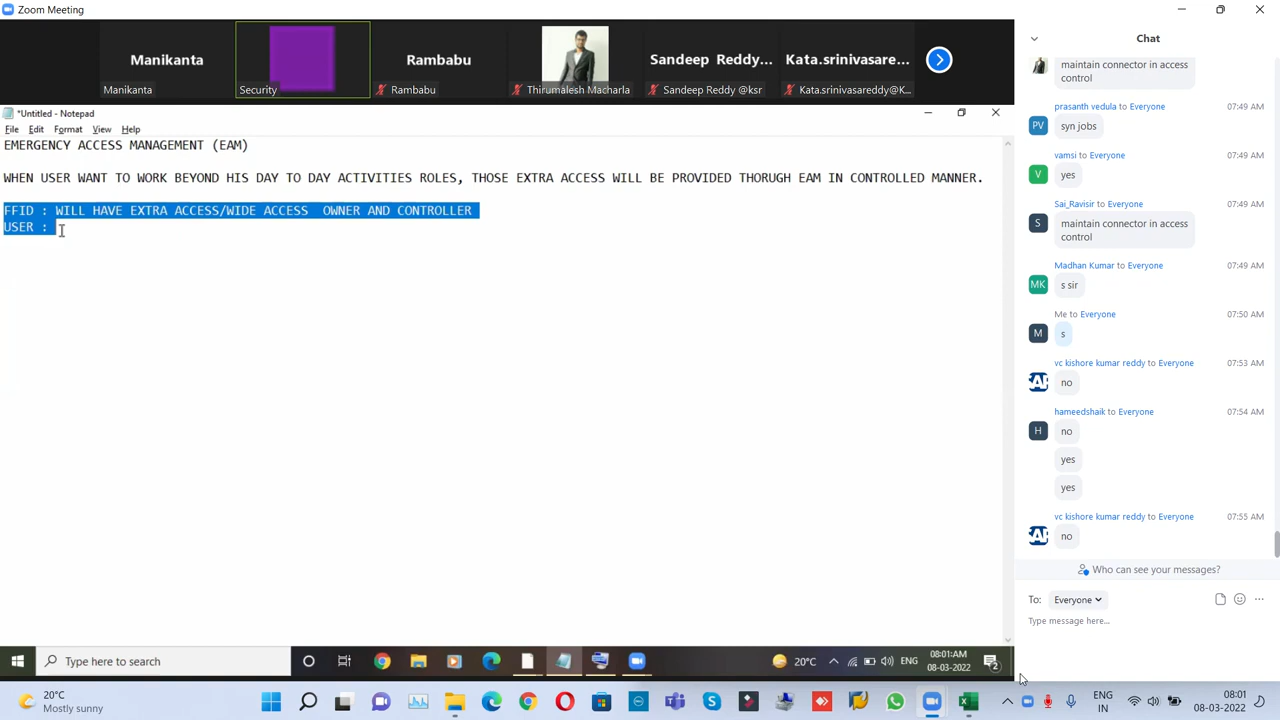 Zoom Meeting
Manikanta
Manikanta
Security
Rambabu
Rambabu
Thirumalesh Macharla
Sandeep Reddy...
Sandeep Reddy @ksr
Kata.srinivasare...
Kata.srinivasareddy@K...
*Untitled - Notepad
File Edit Format View Help
EMERGENCY ACCESS MANAGEMENT (EAM)
WHEN USER WANT TO WORK BEYOND HIS DAY TO DAY ACTIVITIES ROLES, THOSE EXTRA ACCESS WILL BE PROVIDED THORUGH EAM IN CONTROLLED MANNER.
FFID : WILL HAVE EXTRA ACCESS/WIDE ACCESS OWNER AND CONTROLLER
USER :
Chat
maintain connector in access
control
prasanth vedula to Everyone 07:49 AM
PV
syn jobs
vamsi to Everyone 07:49 AM
V
yes
Sai_Ravisir to Everyone 07:49 AM
S
maintain connector in access
control
Madhan Kumar to Everyone 07:49 AM
MK
s sir
Me to Everyone 07:50 AM
M
s
vc kishore kumar reddy to Everyone 07:53 AM
no
hameedshaik to Everyone 07:54 AM
H
no
yes
yes
vc kishore kumar reddy to Everyone 07:55 AM
no
Who can see your messages?
To: Everyone
Type message here...
Type here to search
20°C
ENG
08:01:AM
08-03-2022
2
20°C
Mostly sunny
ENG
IN
08:01
08-03-2022